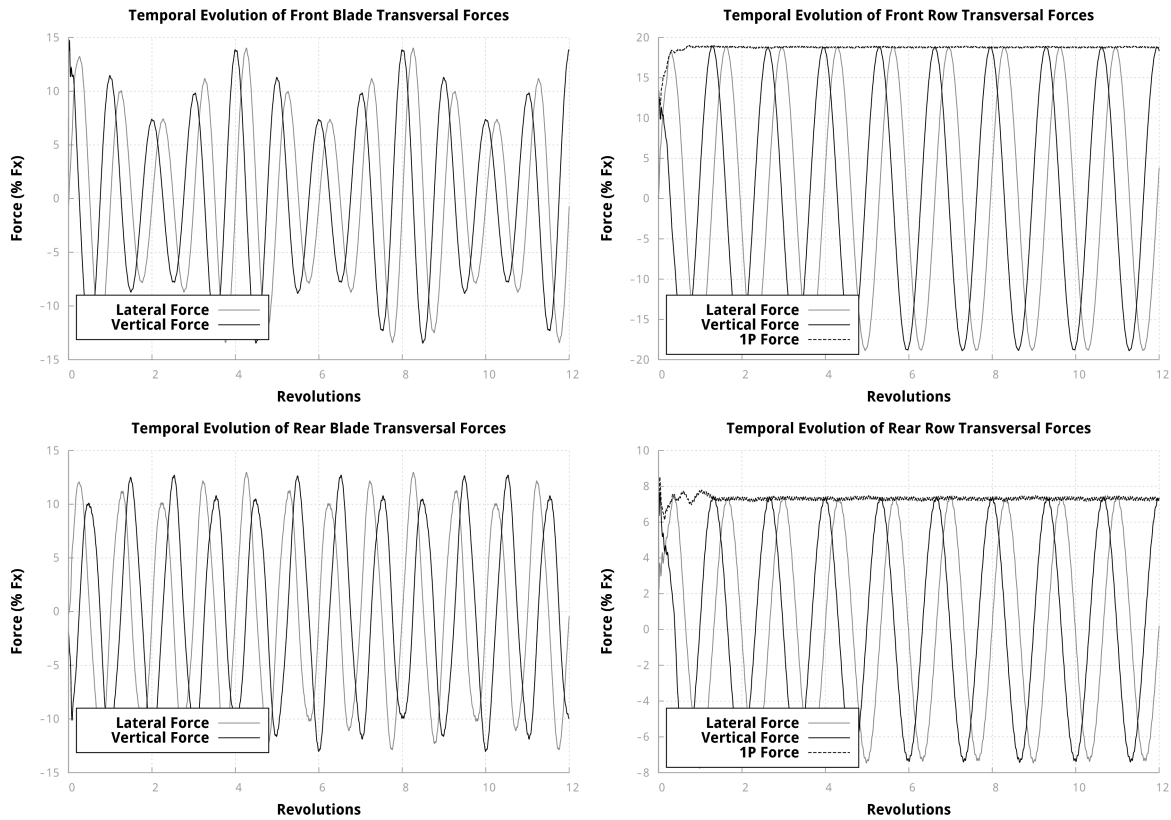 Temporal Evolution of Front Blade Transversal Forces
15
10
5
0
-5
-10
-15
Force (% Fx)
Lateral Force
Vertical Force
0 2 4 6 8 10 12
Revolutions
Temporal Evolution of Front Row Transversal Forces
20
15
10
5
0
-5
-10
-15
-20
Force (% Fx)
Lateral Force
Vertical Force
1P Force
0 2 4 6 8 10 12
Revolutions
Temporal Evolution of Rear Blade Transversal Forces
15
10
5
0
-5
-10
-15
Force (% Fx)
Lateral Force
Vertical Force
0 2 4 6 8 10 12
Revolutions
Temporal Evolution of Rear Row Transversal Forces
10
8
6
4
2
0
-2
-4
-6
-8
Force (% Fx)
Lateral Force
Vertical Force
1P Force
0 2 4 6 8 10 12
Revolutions